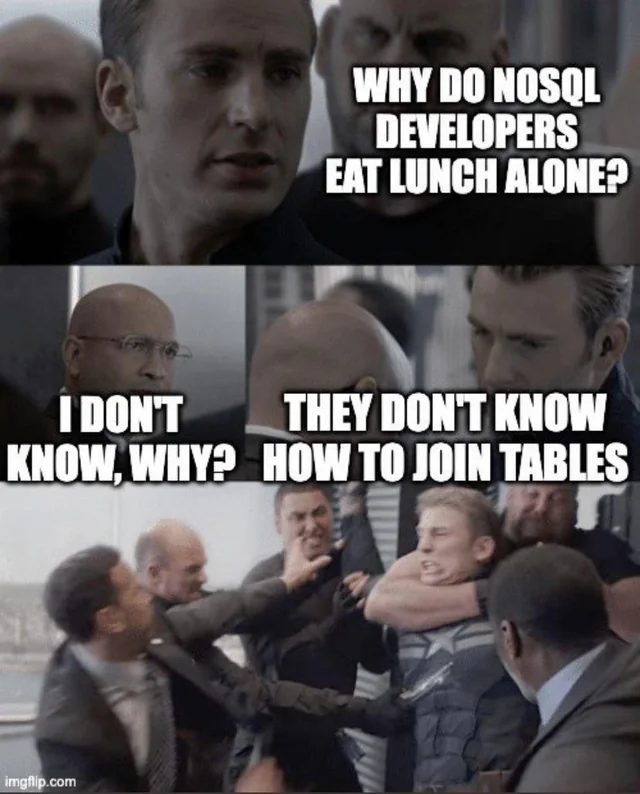 WHY DO NOSQL
DEVELOPERS
EAT LUNCH ALONE?
I DON'T
KNOW, WHY?
THEY DON'T KNOW
HOW TO JOIN TABLES
imgflip.com